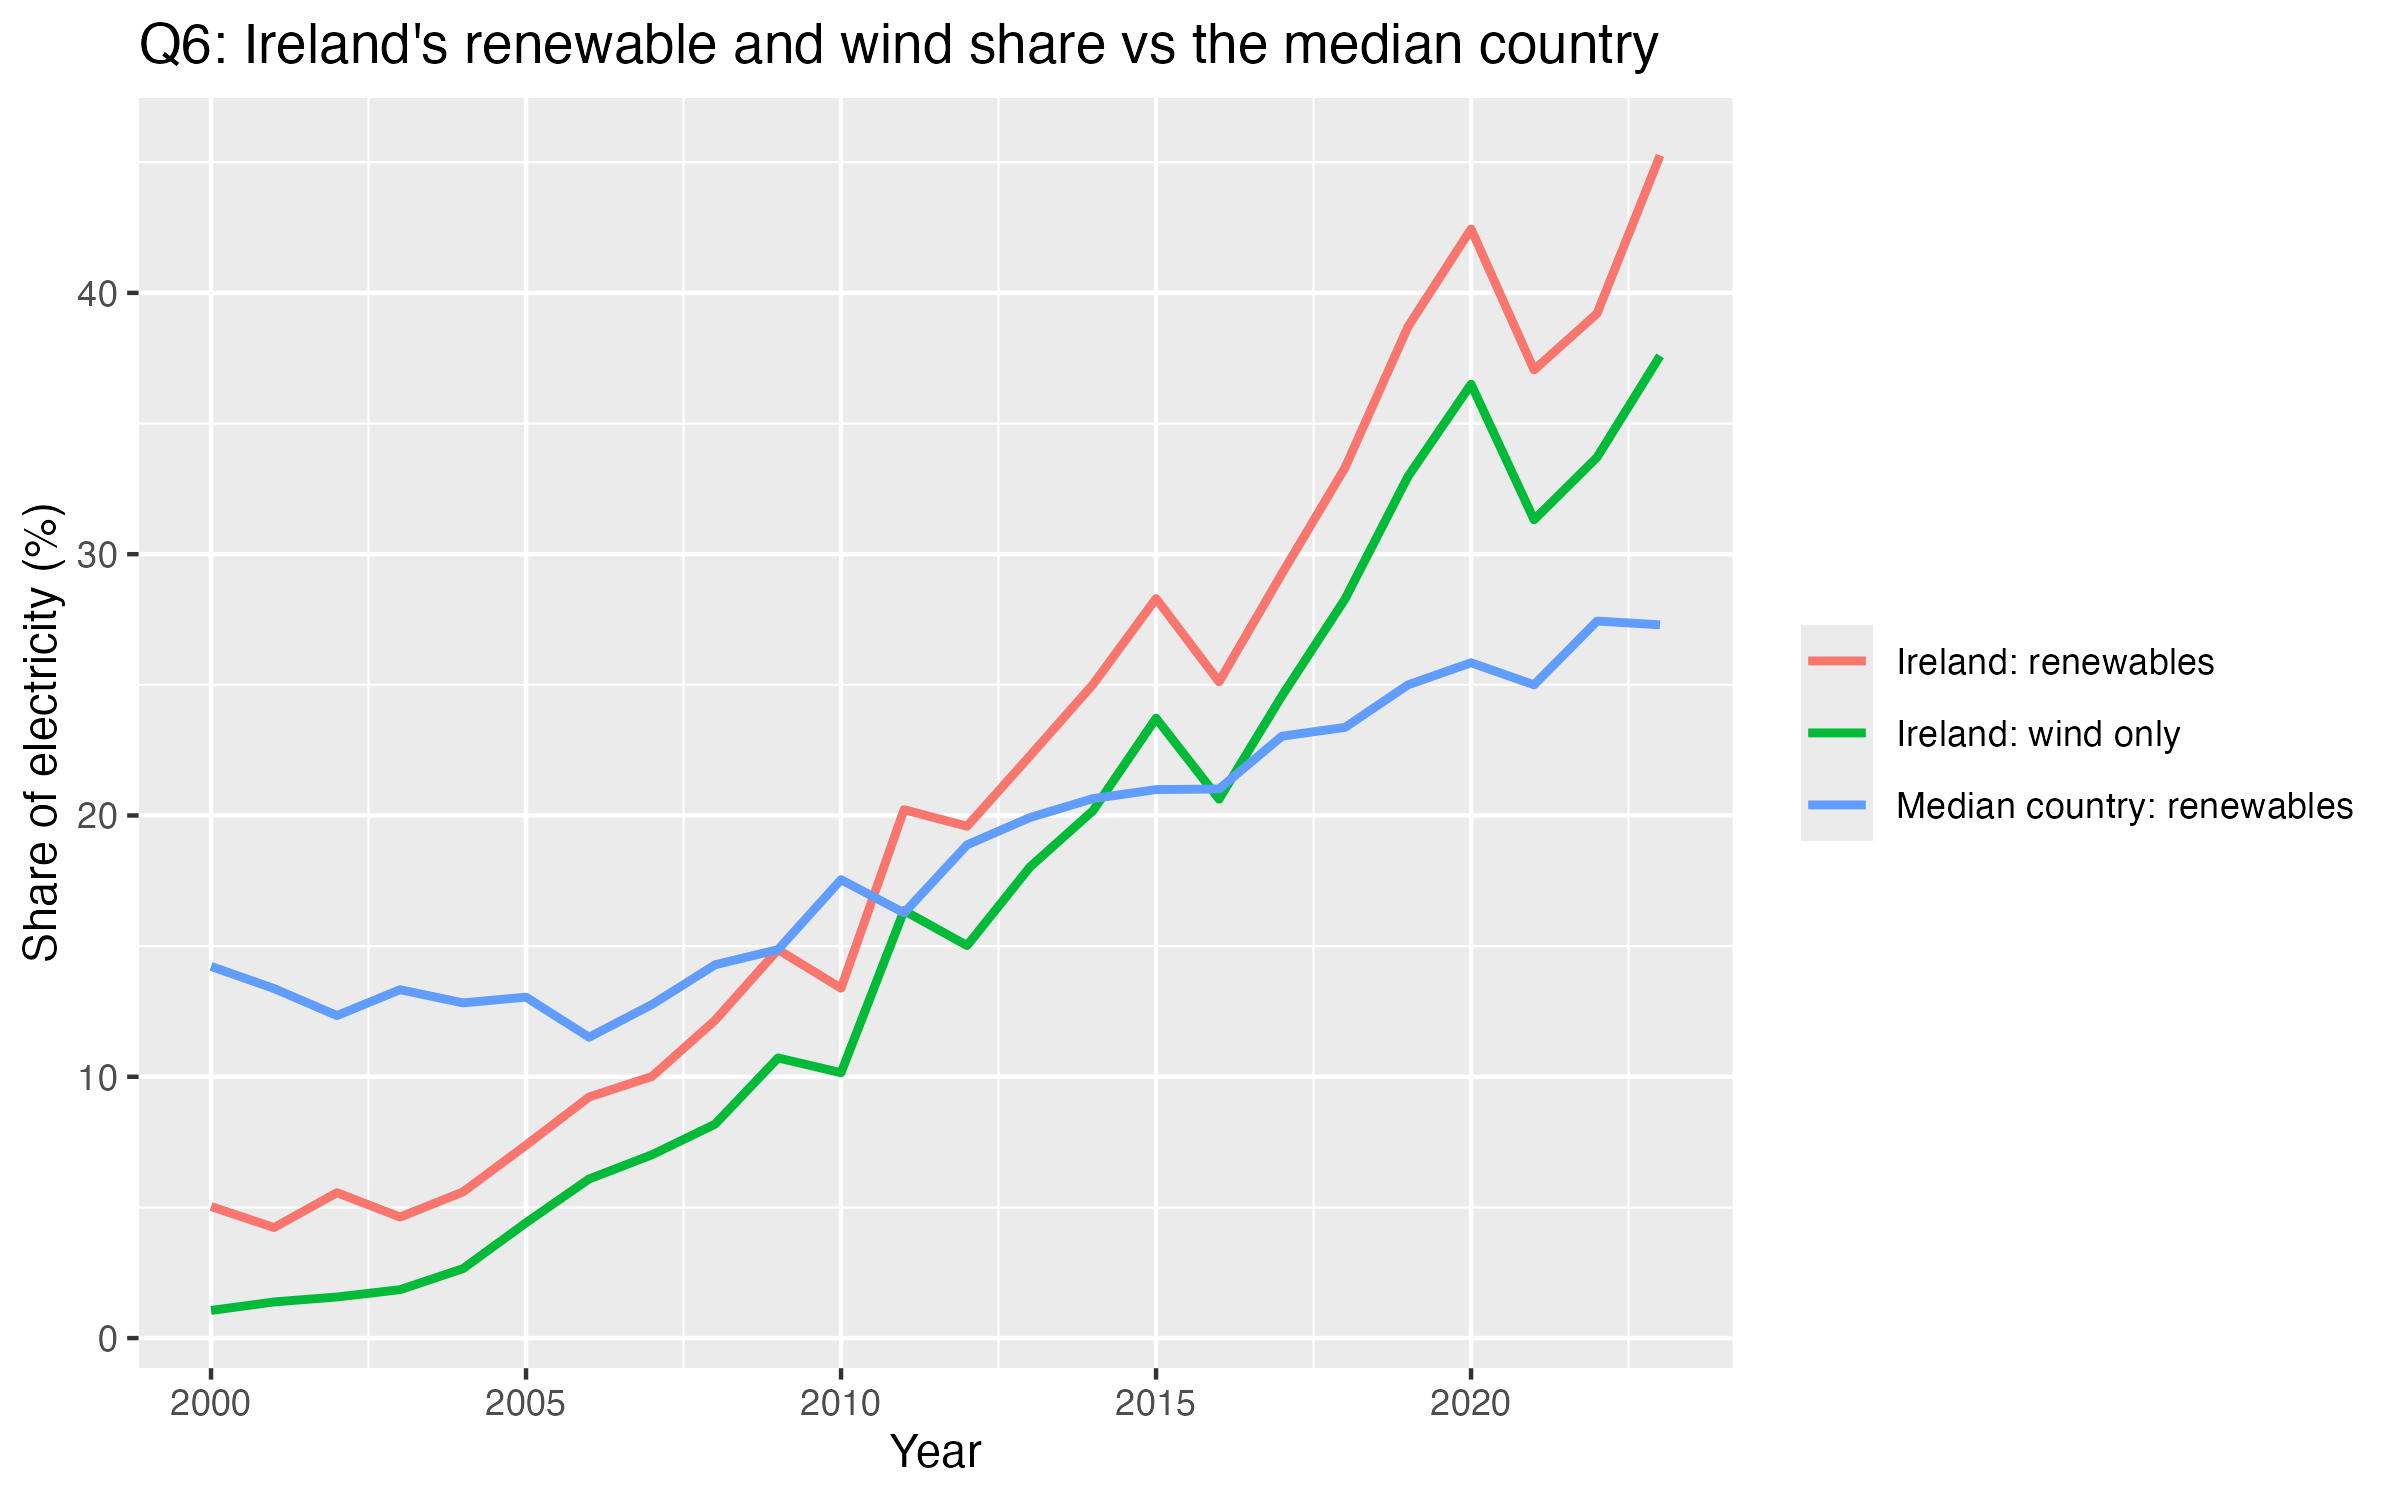 Q6: Ireland's renewable and wind share vs the median country
Share of electricity (%)
40
30
20
10
0
2000 2005 2010 2015 2020
Year
Ireland: renewables
Ireland: wind only
Median country: renewables